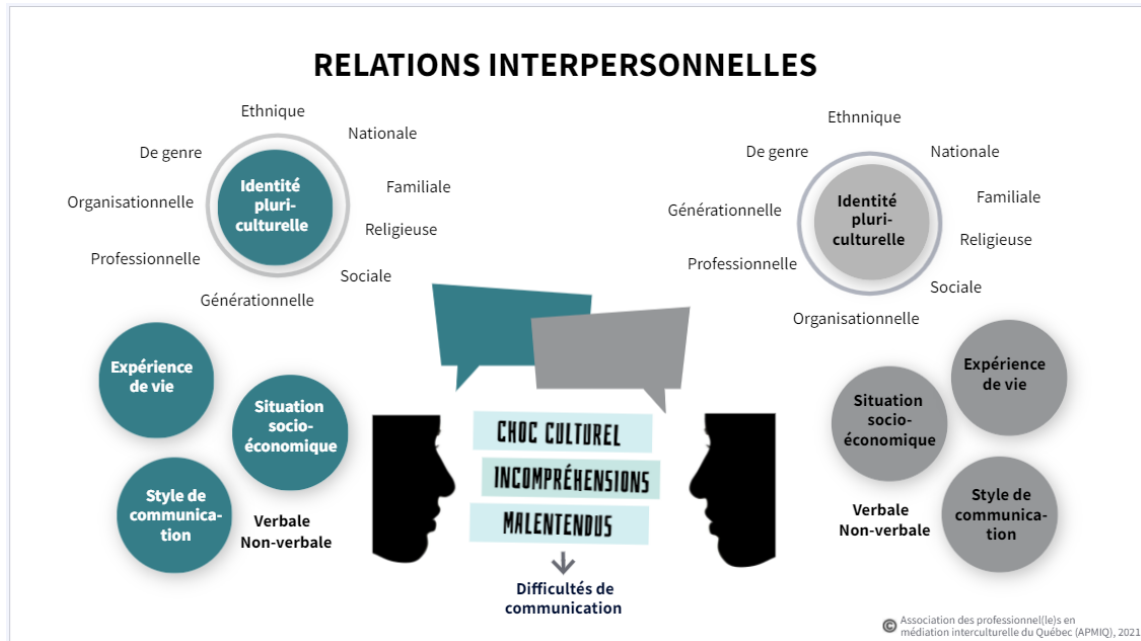 RELATIONS INTERPERSONNELLES
Ethnique
Nationale
De genre
Familiale
Organisationnelle
Religieuse
Professionnelle
Sociale
Générationnelle
Identité
pluri-
culturelle
Expérience
de vie
Situation
socio-
économique
Style de
communica-
tion
Verbale
Non-verbale
CHOC CULTUREL
INCOMPRÉHENSIONS
MALENTENDUS
Difficultés de
communication
Ethnnique
De genre
Nationale
Familiale
Générationnelle
Religieuse
Professionnelle
Sociale
Organisationnelle
Identité
pluri-
culturelle
Expérience
de vie
Situation
socio-
économique
Style de
communica-
tion
Verbale
Non-verbale
© Association des professionnel(le)s en
médiation interculturelle du Québec (APMIQ), 2021